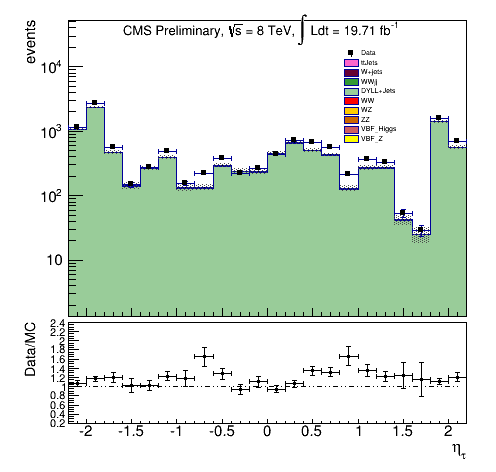 CMS Preliminary, √s = 8 TeV, ∫ Ldt = 19.71 fb⁻¹
events
10⁴
10³
10²
10
Data
ttJets
W+jets
WWjj
DYLL+Jets
WW
WZ
ZZ
VBF_Higgs
VBF_Z
Data/MC
2.4
2.2
2
1.8
1.6
1.4
1.2
1
0.8
0.6
0.4
0.2
-2 -1.5 -1 -0.5 0 0.5 1 1.5 2
η_τ